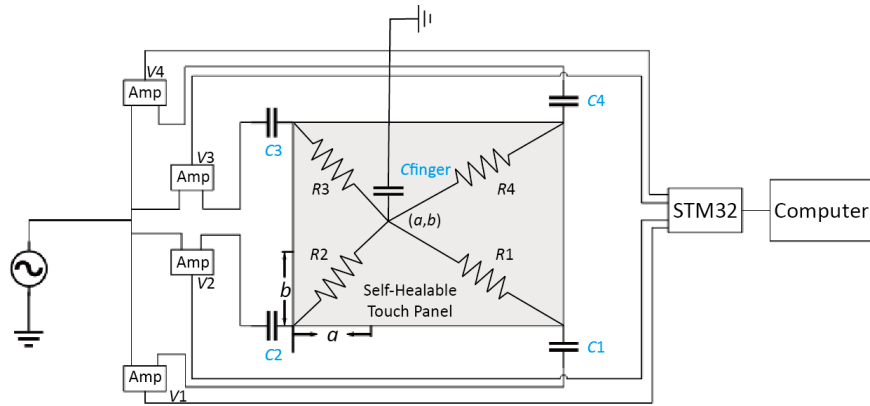 V4
Amp
C4
V3
Amp
C3
Cfinger
R3
R4
(a,b)
STM32
Computer
R2
R1
Amp
V2
b
Self-Healable
Touch Panel
a
C2
C1
Amp
V1